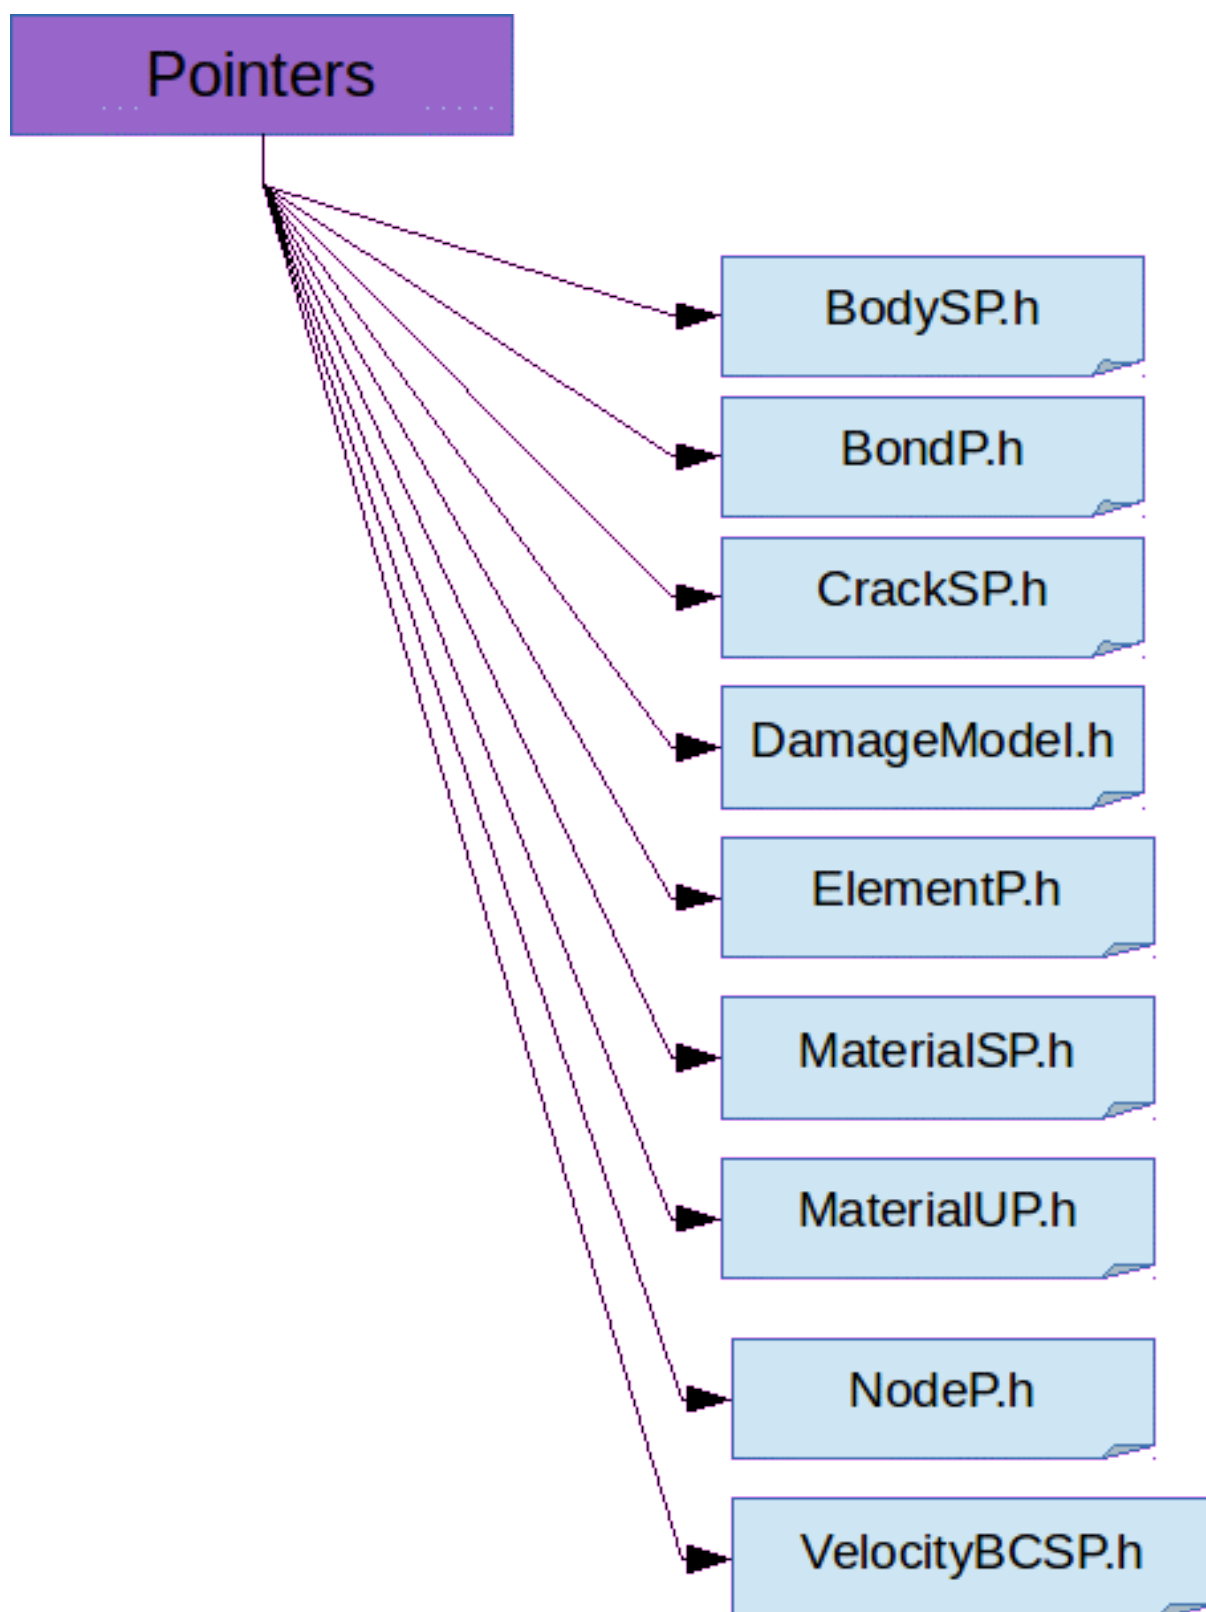 Pointers
BodySP.h
BondP.h
CrackSP.h
DamageModel.h
ElementP.h
MaterialSP.h
MaterialUP.h
NodeP.h
VelocityBCSP.h